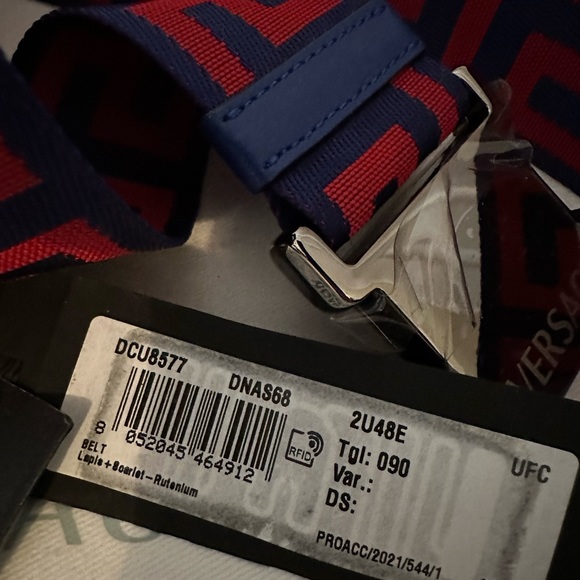 VERSA
DCU8577 DNAS68 2U48E
8 052045 464912
RFID
Tgl: 090
Var.:
DS:
UFC
BELT
Lapis+Scarlet-Rutenium
PROACC/2021/544/1